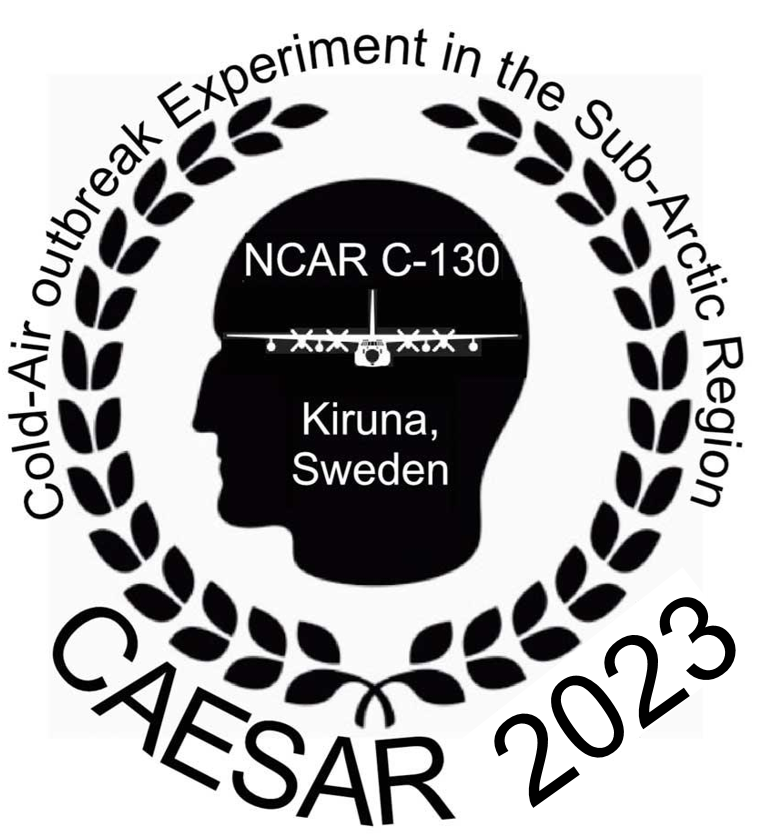 Cold-Air outbreak Experiment in the Sub-Arctic Region
NCAR C-130
Kiruna,
Sweden
CAESAR 2023